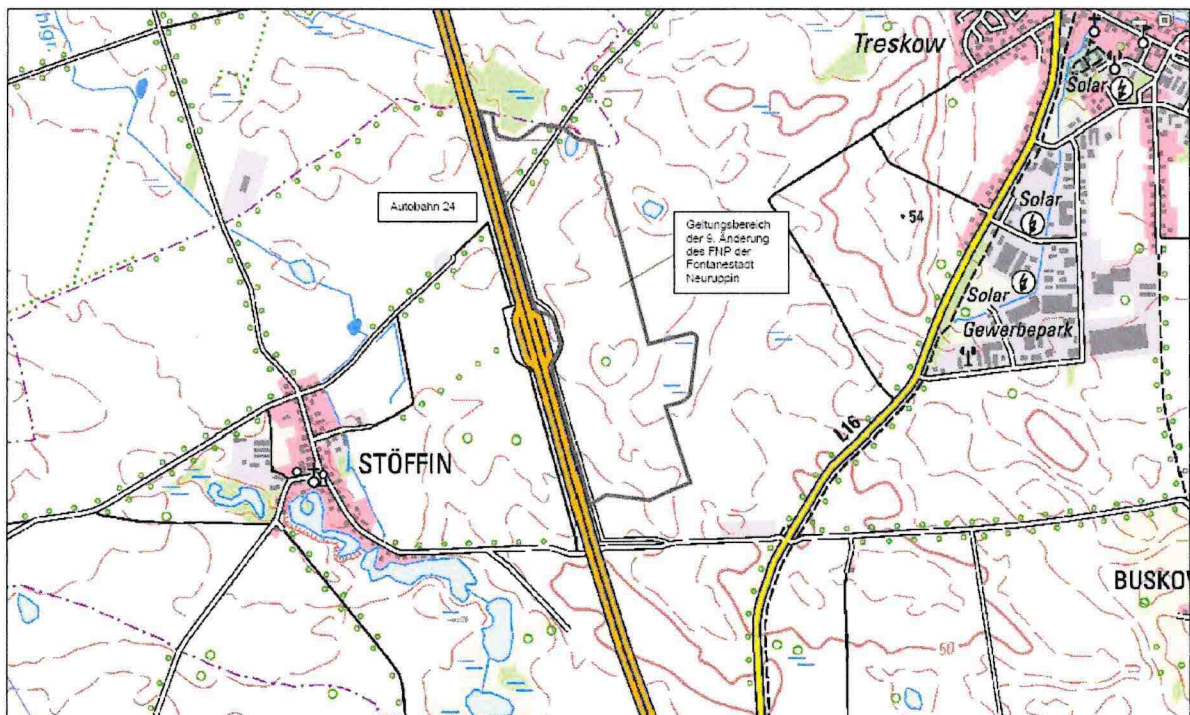 hlgr.
Treskow
Solar
Autobahn 24
Geltungsbereich
der 9. Änderung
des FNP der
Fontanestadt
Neuruppin
54
Solar
Solar
Gewerbepark
L16
STÖFFIN
BUSKOW
50